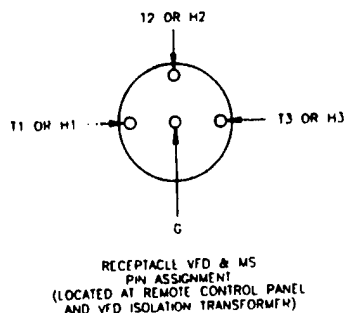 T2 OR H2
T1 OR H1
T3 OR H3
G
RECEPTACLE VFD & MS
PIN ASSIGNMENT
(LOCATED AT REMOTE CONTROL PANEL
AND VFD ISOLATION TRANSFORMER)